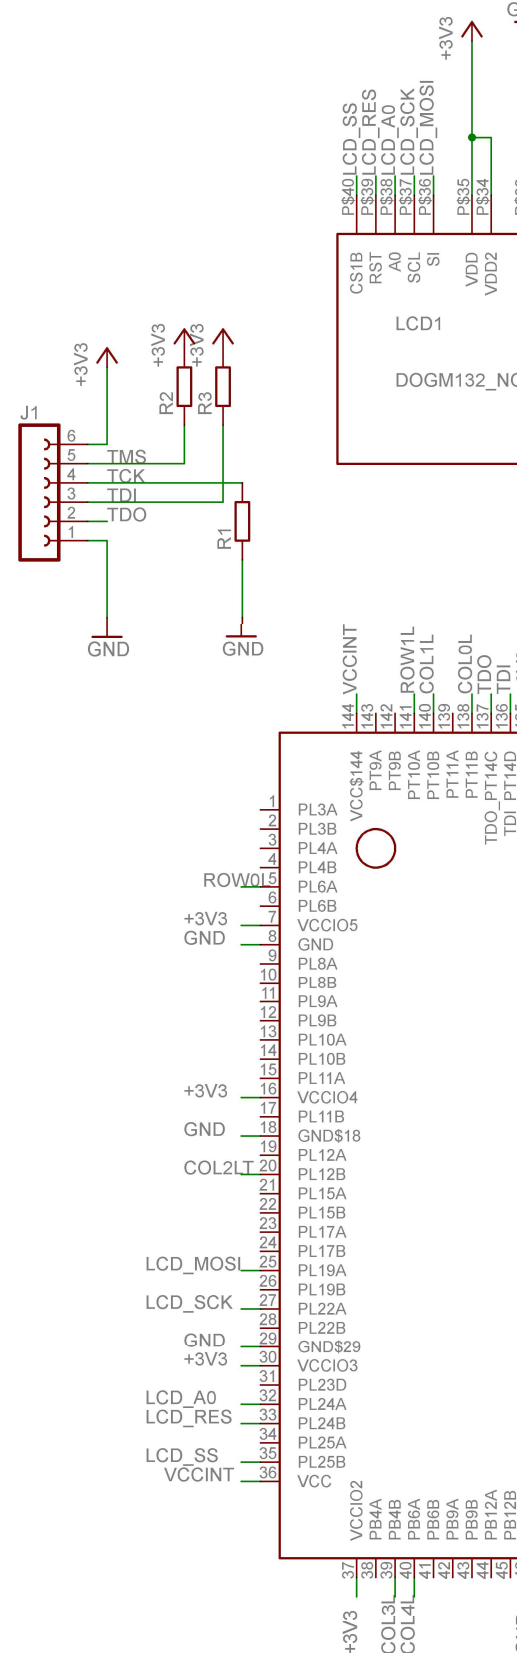 +3V3
LCD_SS
LCD_RES
LCD_A0
LCD_SCK
LCD_MOSI
P$40
P$39
P$38
P$37
P$36
P$35
P$34
CS1B
RST
A0
SCL
SI
VDD
VDD2
LCD1
DOGM132_NO
+3V3
+3V3
+3V3
R2
R3
J1
6
5 TMS
4 TCK
3 TDI
2 TDO
1
R1
GND
GND
VCCINT
ROW1L
COL1L
COL0L
TDO
TDI
144
143
142
141
140
139
138
137
136
VCC$144
PT9A
PT9B
PT10A
PT10B
PT11A
PT11B
TDO_PT14C
TDI_PT14D
1 PL3A
2 PL3B
3 PL4A
4 PL4B
ROW0L 5 PL6A
6 PL6B
+3V3 7 VCCIO5
GND 8 GND
9 PL8A
10 PL8B
11 PL9A
12 PL9B
13 PL10A
14 PL10B
15 PL11A
+3V3 16 VCCIO4
17 PL11B
GND 18 GND$18
19 PL12A
COL2LT 20 PL12B
21 PL15A
22 PL15B
23 PL17A
24 PL17B
LCD_MOSI 25 PL19A
26 PL19B
LCD_SCK 27 PL22A
28 PL22B
GND 29 GND$29
+3V3 30 VCCIO3
31 PL23D
LCD_A0 32 PL24A
LCD_RES 33 PL24B
34 PL25A
LCD_SS 35 PL25B
VCCINT 36 VCC
VCCIO2
PB4A
PB4B
PB6A
PB6B
PB9A
PB9B
PB12A
PB12B
37
38
39
40
41
42
43
44
45
+3V3
COL3L
COL4L